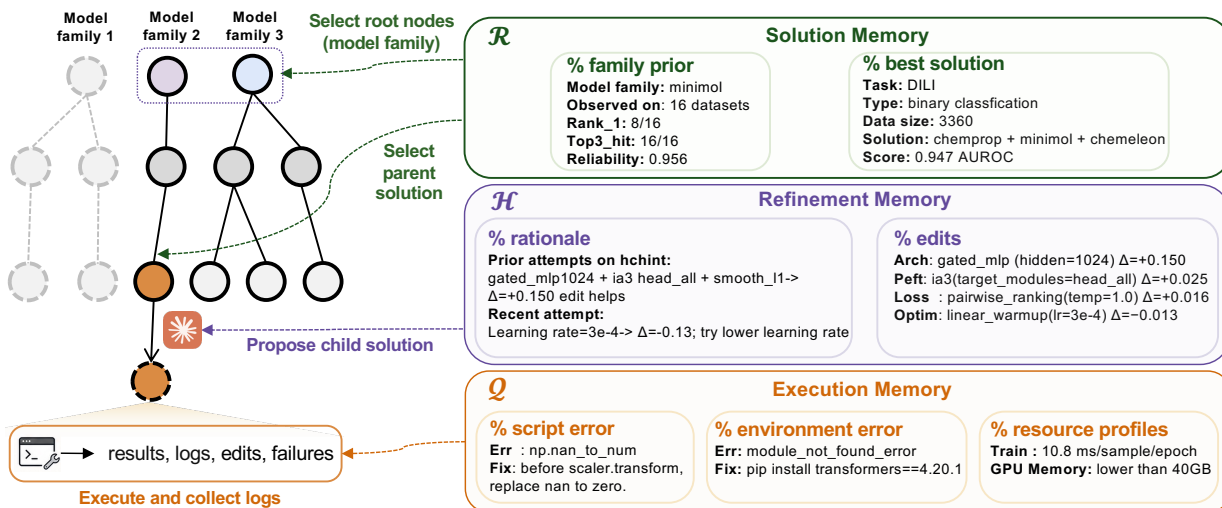 Model family 1
Model family 2
Model family 3
Select root nodes
(model family)
Select
parent
solution
Propose child solution
results, logs, edits, failures
Execute and collect logs
ℛ
Solution Memory
% family prior
Model family: minimol
Observed on: 16 datasets
Rank_1: 8/16
Top3_hit: 16/16
Reliability: 0.956
% best solution
Task: DILI
Type: binary classfication
Data size: 3360
Solution: chemprop + minimol + chemeleon
Score: 0.947 AUROC
ℋ
Refinement Memory
% rationale
Prior attempts on hchint:
gated_mlp1024 + ia3 head_all + smooth_l1->
Δ=+0.150 edit helps
Recent attempt:
Learning rate=3e-4-> Δ=-0.13; try lower learning rate
% edits
Arch: gated_mlp (hidden=1024) Δ=+0.150
Peft: ia3(target_modules=head_all) Δ=+0.025
Loss : pairwise_ranking(temp=1.0) Δ=+0.016
Optim: linear_warmup(lr=3e-4) Δ=−0.013
𝒬
Execution Memory
% script error
Err : np.nan_to_num
Fix: before scaler.transform,
replace nan to zero.
% environment error
Err: module_not_found_error
Fix: pip install transformers==4.20.1
% resource profiles
Train : 10.8 ms/sample/epoch
GPU Memory: lower than 40GB